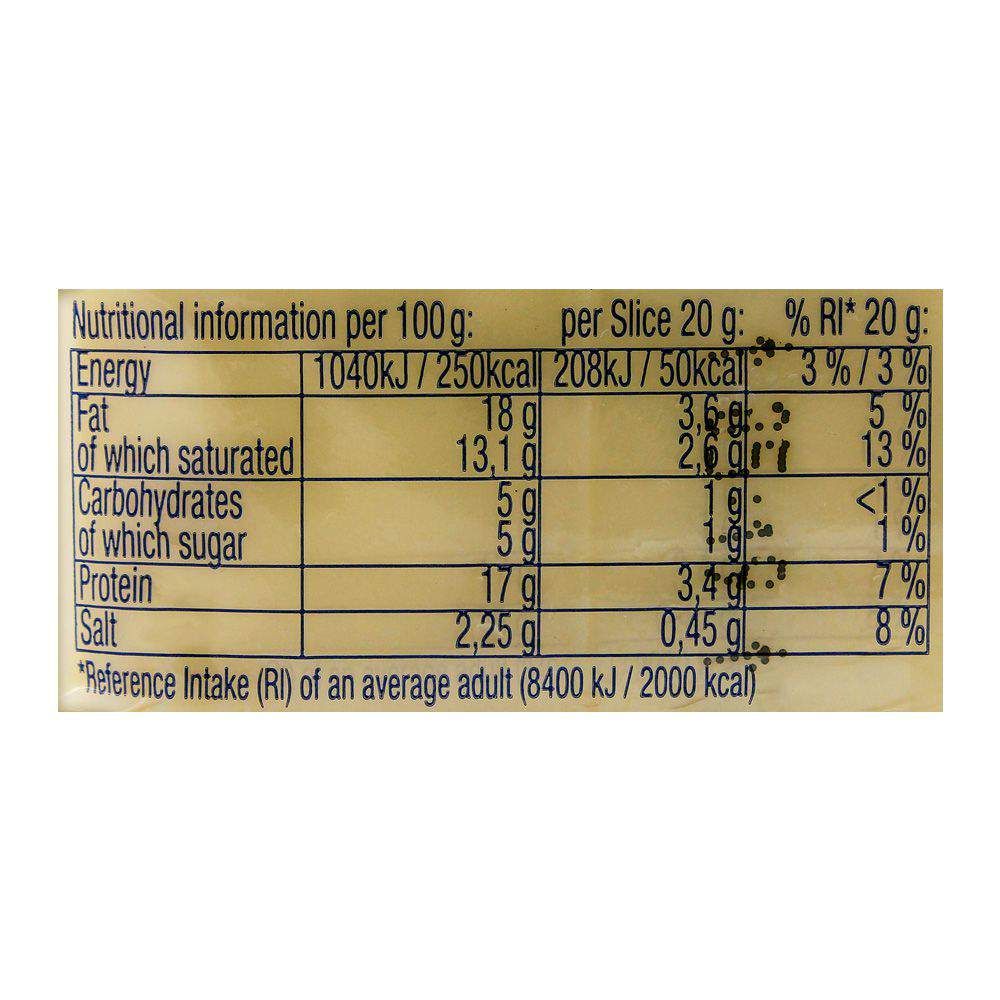 Nutritional information per 100 g: per Slice 20 g: % RI* 20 g:
Energy 1040kJ / 250kcal 208kJ / 50kcal 3 % / 3 %
Fat 18 g 3,6 g 5 %
of which saturated 13,1 g 2,6 g 13 %
Carbohydrates 5 g 1 g <1 %
of which sugar 5 g 1 g 1 %
Protein 17 g 3,4 g 7 %
Salt 2,25 g 0,45 g 8 %
*Reference Intake (RI) of an average adult (8400 kJ / 2000 kcal)